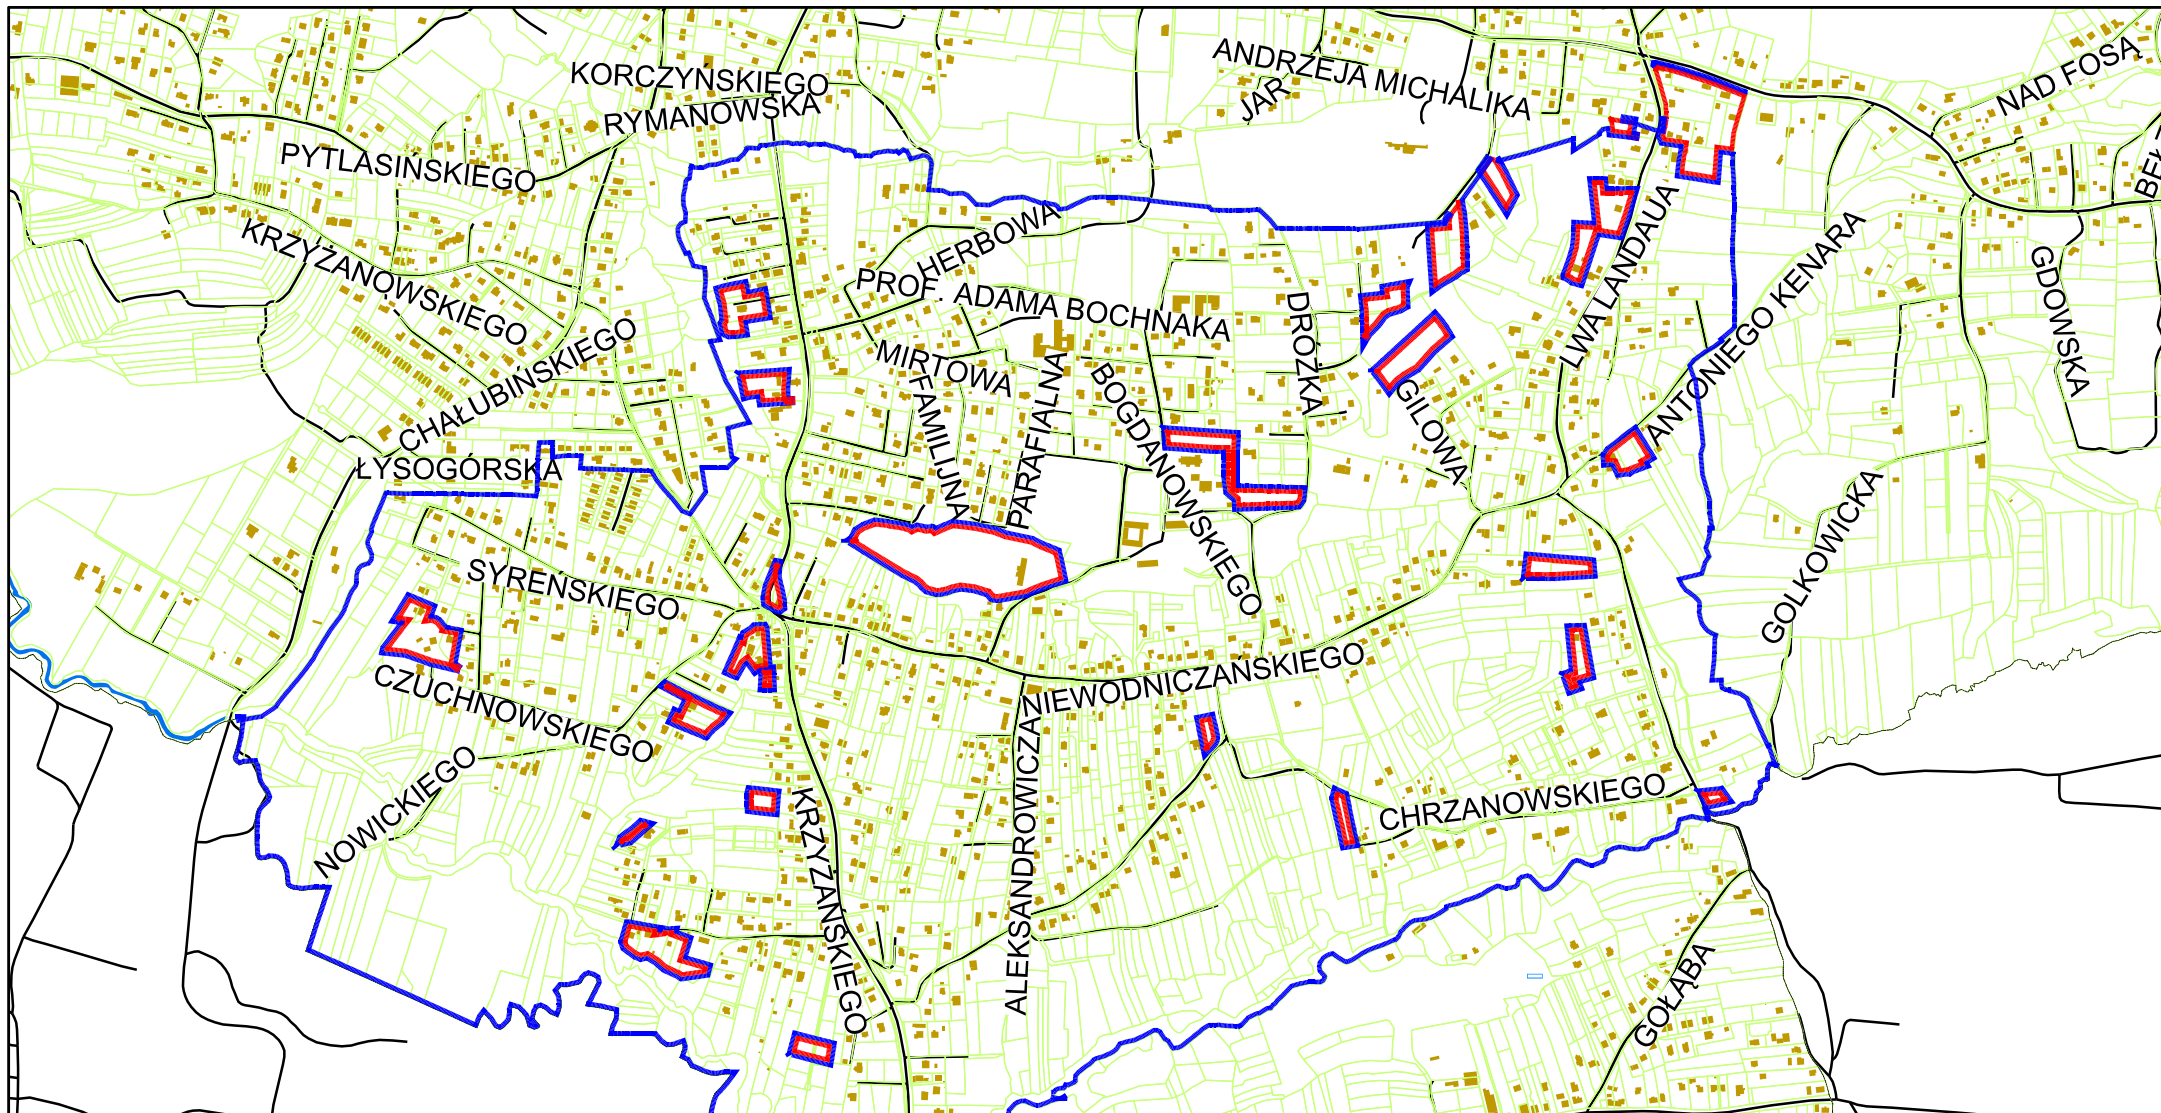 KORCZYŃSKIEGO
RYMANOWSKA
ANDRZEJA MICHALIKA
JAR
NAD FOSĄ
PYTLASIŃSKIEGO
KRZYŻANOWSKIEGO
HERBOWA
PROF. ADAMA BOCHNAKA
DRÓŻKA
LWA LANDAUA
ANTONIEGO KENARA
GDOWSKA
CHAŁUBIŃSKIEGO
MIRTOWA
FAMILIJNA
PARAFIALNA
BOGDANOWSKIEGO
GILOWA
ŁYSOGÓRSKA
GOLKOWICKA
SYREŃSKIEGO
CZUCHNOWSKIEGO
NIEWODNICZAŃSKIEGO
NOWICKIEGO
KRZYŻAŃSKIEGO
ALEKSANDROWICZA
CHRZANOWSKIEGO
GOŁĄBA